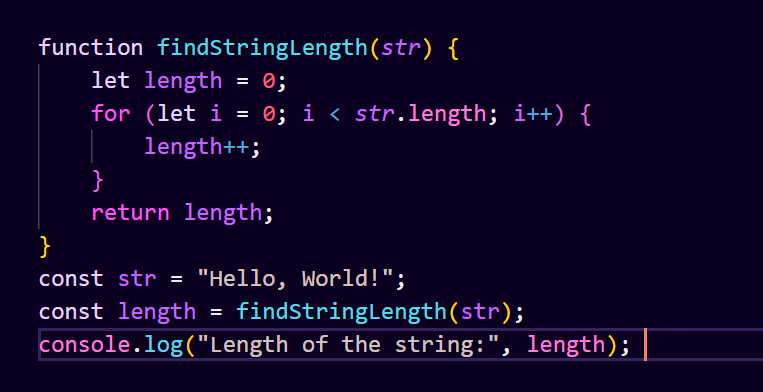 function findStringLength(str) {
    let length = 0;
    for (let i = 0; i < str.length; i++) {
        length++;
    }
    return length;
}
const str = "Hello, World!";
const length = findStringLength(str);
console.log("Length of the string:", length);